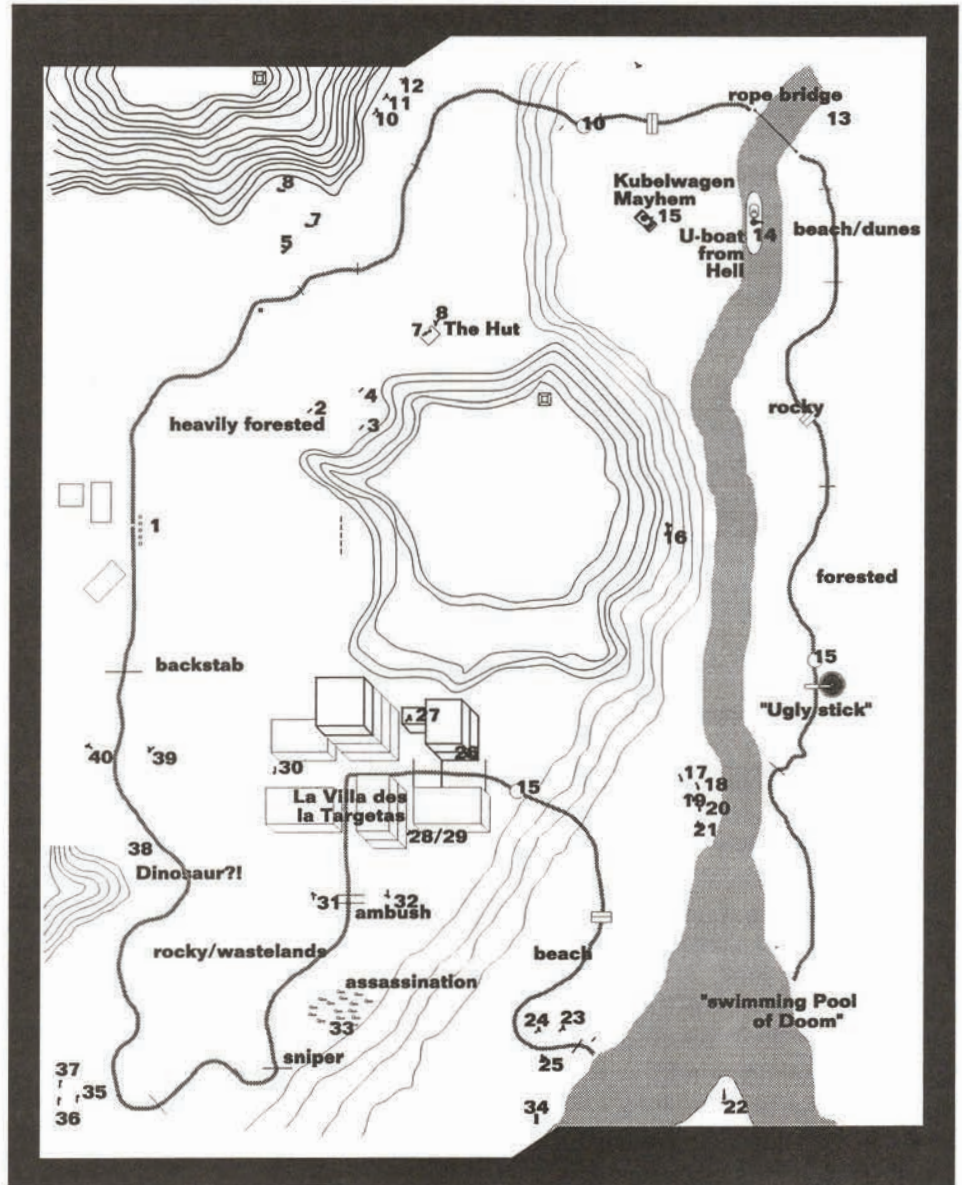 12
11
10
rope bridge
13
10
8
J
5
Kubelwagen
Mayhem
15
U-boat
from
Hell
14
beach/dunes
8
7
The Hut
4
2
3
heavily forested
rocky
1
16
forested
15
"Ugly stick"
backstab
40
39
27
26
30
La Villa des
la Targetas
15
28/29
17
18
19
20
21
38
Dinosaur?!
31
32
ambush
rocky/wastelands
beach
assassination
33
"swimming Pool
of Doom"
24
23
25
sniper
37
35
36
34
22